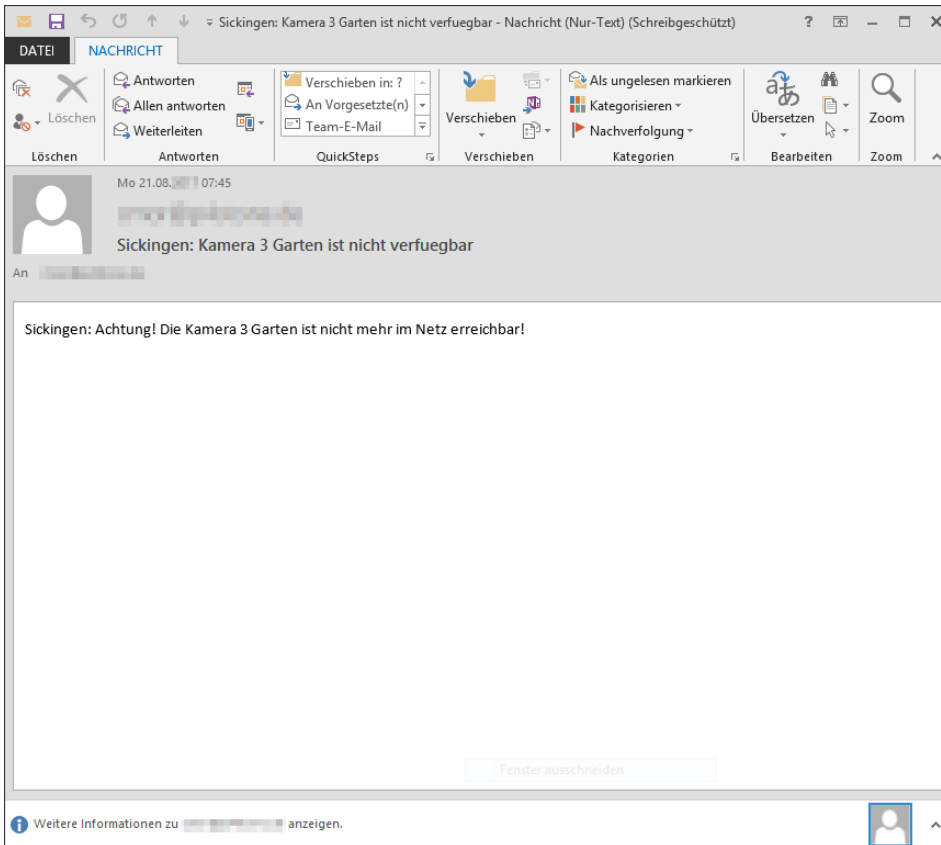 Sickingen: Kamera 3 Garten ist nicht verfuegbar - Nachricht (Nur-Text) (Schreibgeschützt)
?
DATEI NACHRICHT
Löschen
Antworten
Allen antworten
Weiterleiten
Verschieben in: ?
An Vorgesetzte(n)
Team-E-Mail
Verschieben
Als ungelesen markieren
Kategorisieren
Nachverfolgung
Übersetzen
Zoom
Löschen Antworten QuickSteps Verschieben Kategorien Bearbeiten Zoom
Mo 21.08. 07:45
Sickingen: Kamera 3 Garten ist nicht verfuegbar
An
Sickingen: Achtung! Die Kamera 3 Garten ist nicht mehr im Netz erreichbar!
Fenster ausschneiden
Weitere Informationen zu anzeigen.